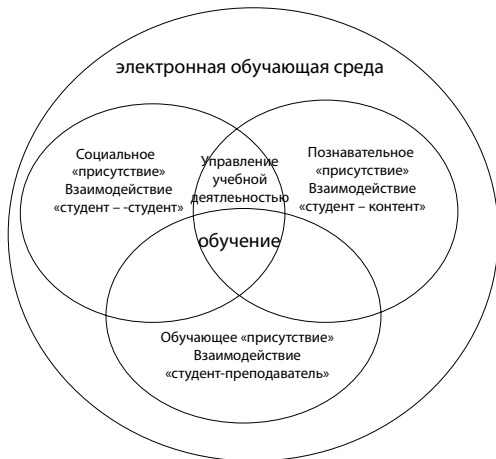 электронная обучающая среда
Социальное
«присутствие»
Взаимодействие
«студент – -студент»
Управление
учебной
деятлеьностью
Познавательное
«присутствие»
Взаимодействие
«студент – контент»
обучение
Обучающее «присутствие»
Взаимодействие
«студент-преподаватель»